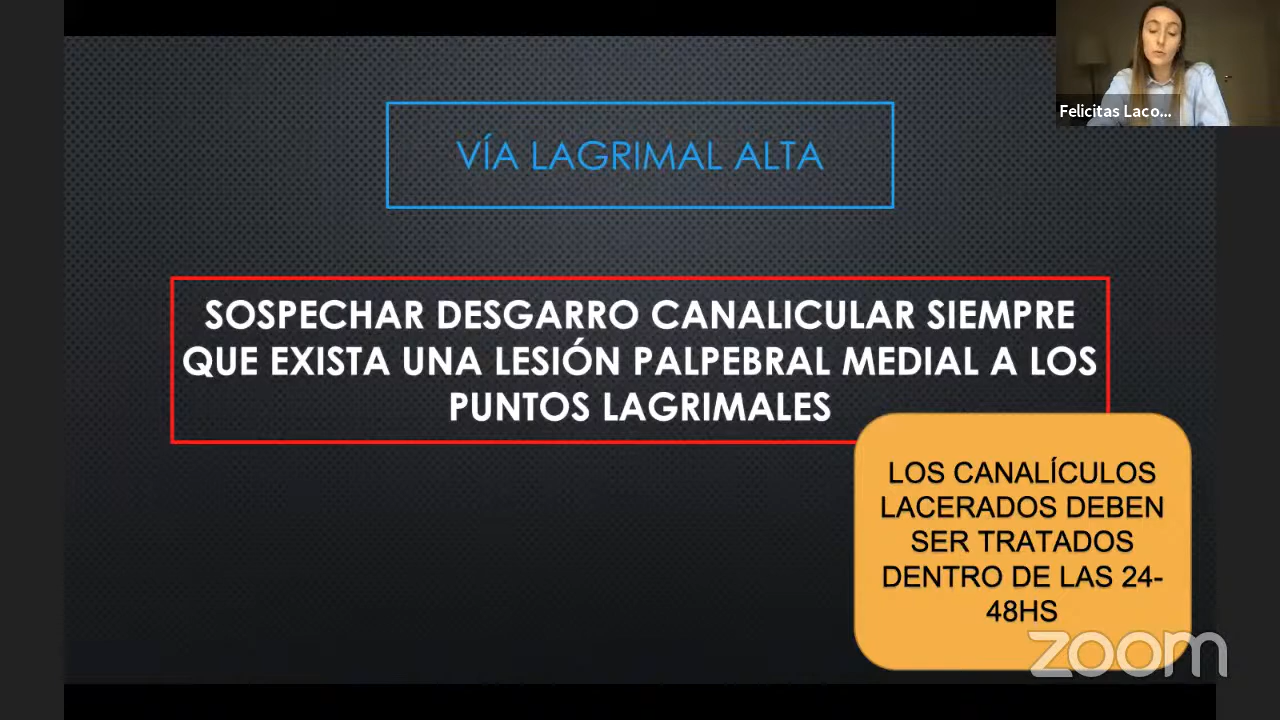 Felicitas Laco...
VÍA LAGRIMAL ALTA
SOSPECHAR DESGARRO CANALICULAR SIEMPRE
QUE EXISTA UNA LESIÓN PALPEBRAL MEDIAL A LOS
PUNTOS LAGRIMALES
LOS CANALÍCULOS
LACERADOS DEBEN
SER TRATADOS
DENTRO DE LAS 24-
48HS
zoom